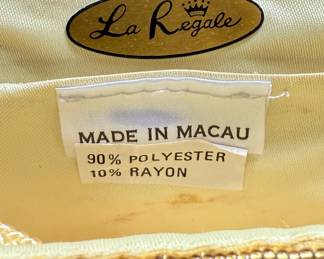 La Regale
MADE IN MACAU
90% POLYESTER
10% RAYON